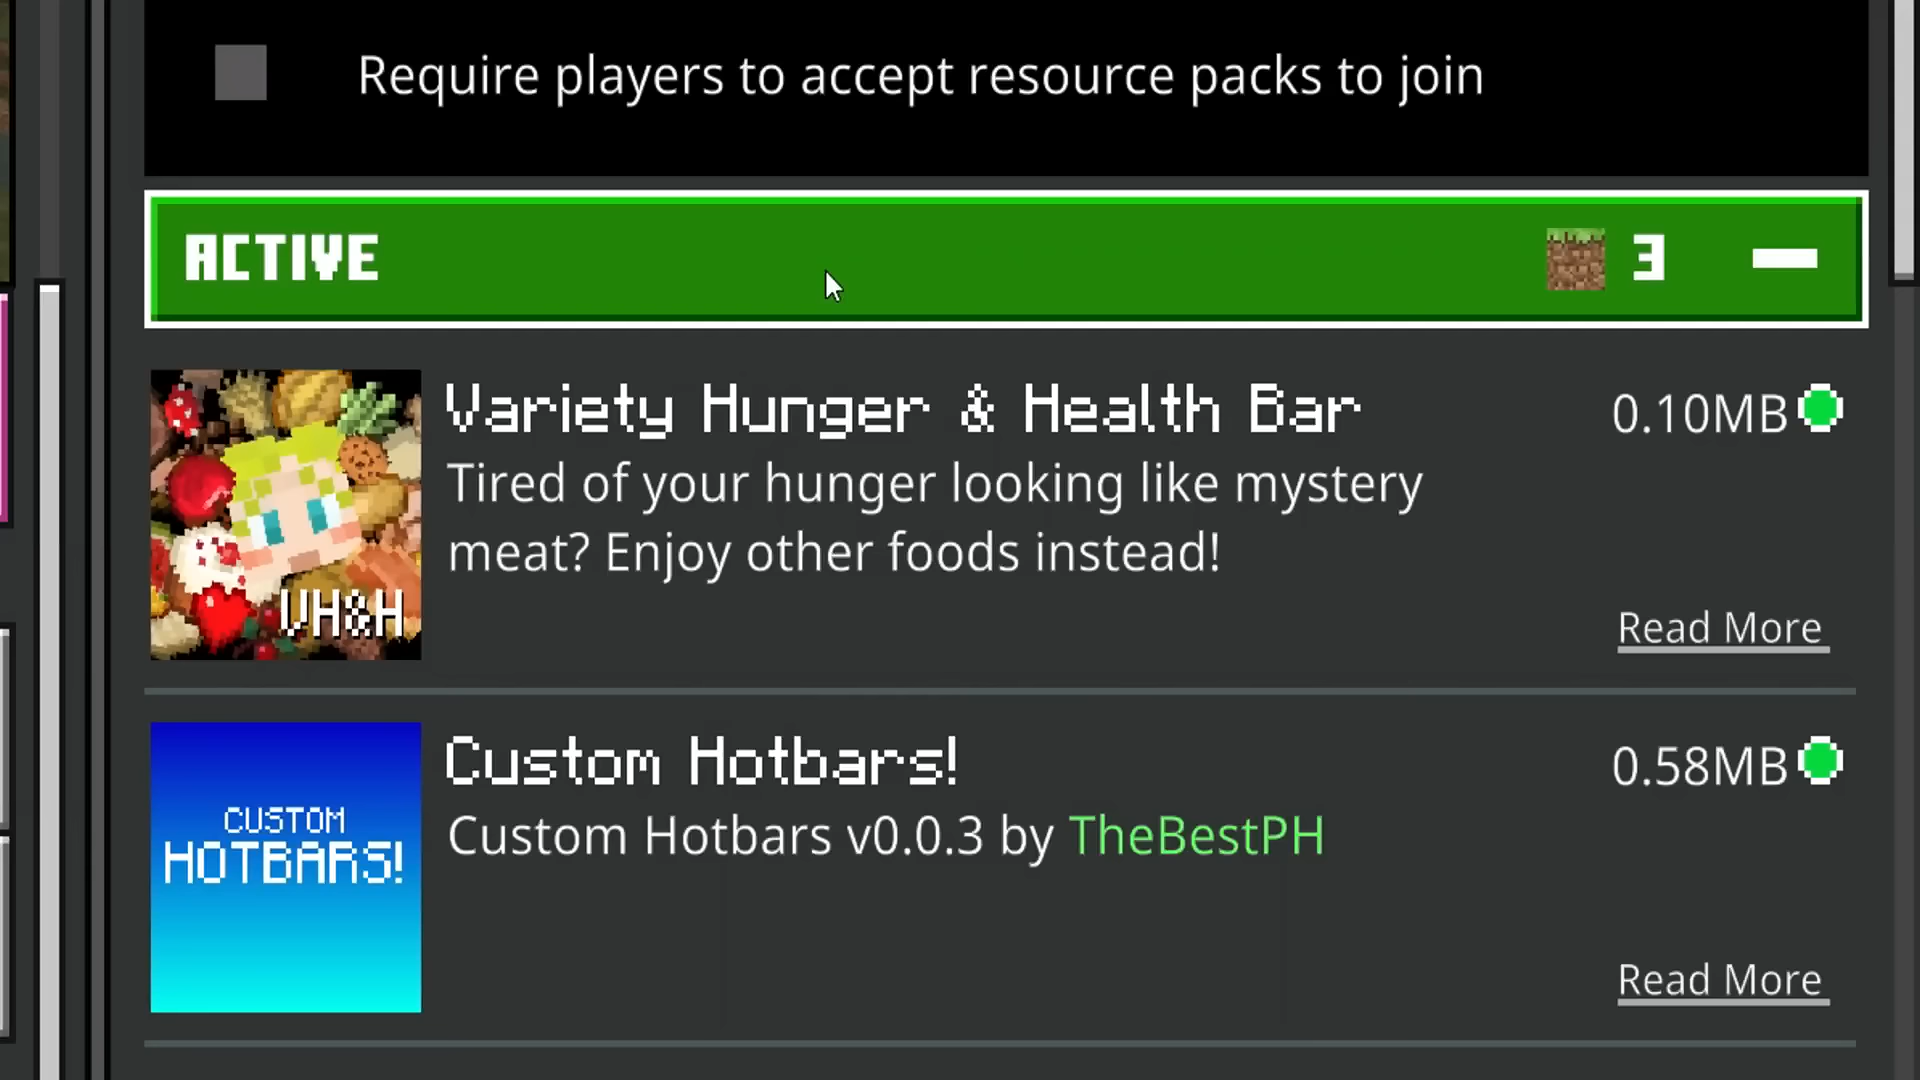 Require players to accept resource packs to join
ACTIVE 3
Variety Hunger & Health Bar 0.10MB
Tired of your hunger looking like mystery
meat? Enjoy other foods instead!
VH&H
Read More
Custom Hotbars! 0.58MB
CUSTOM
HOTBARS!
Custom Hotbars v0.0.3 by TheBestPH
Read More